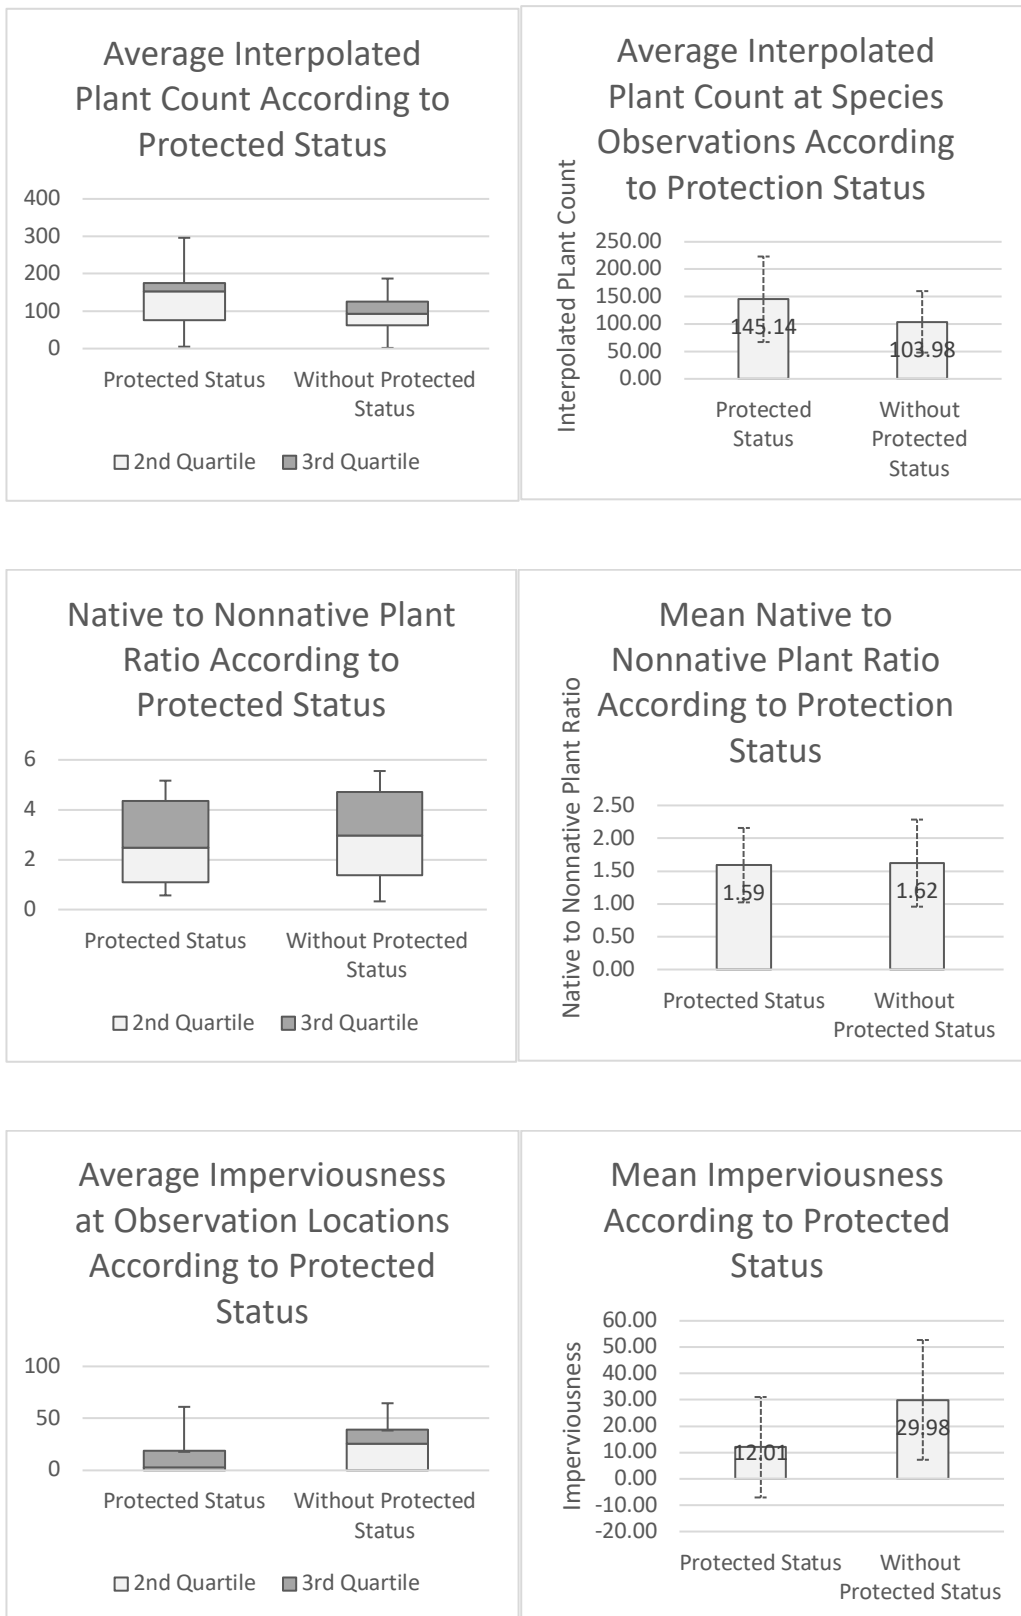 Average Interpolated
Plant Count According to
Protected Status
400
300
200
100
0
Protected Status
Without Protected
Status
2nd Quartile
3rd Quartile
Average Interpolated
Plant Count at Species
Observations According
to Protection Status
Interpolated PLant Count
250.00
200.00
150.00
100.00
50.00
0.00
145.14
103.98
Protected
Status
Without
Protected
Status
Native to Nonnative Plant
Ratio According to
Protected Status
6
4
2
0
Protected Status
Without Protected
Status
2nd Quartile
3rd Quartile
Mean Native to
Nonnative Plant Ratio
According to Protection
Status
Native to Nonnative Plant Ratio
2.50
2.00
1.50
1.00
0.50
0.00
1.59
1.62
Protected Status
Without
Protected Status
Average Imperviousness
at Observation Locations
According to Protected
Status
100
50
0
Protected Status
Without Protected
Status
2nd Quartile
3rd Quartile
Mean Imperviousness
According to Protected
Status
Imperviousness
60.00
50.00
40.00
30.00
20.00
10.00
0.00
-10.00
-20.00
12.01
29.98
Protected Status
Without
Protected Status